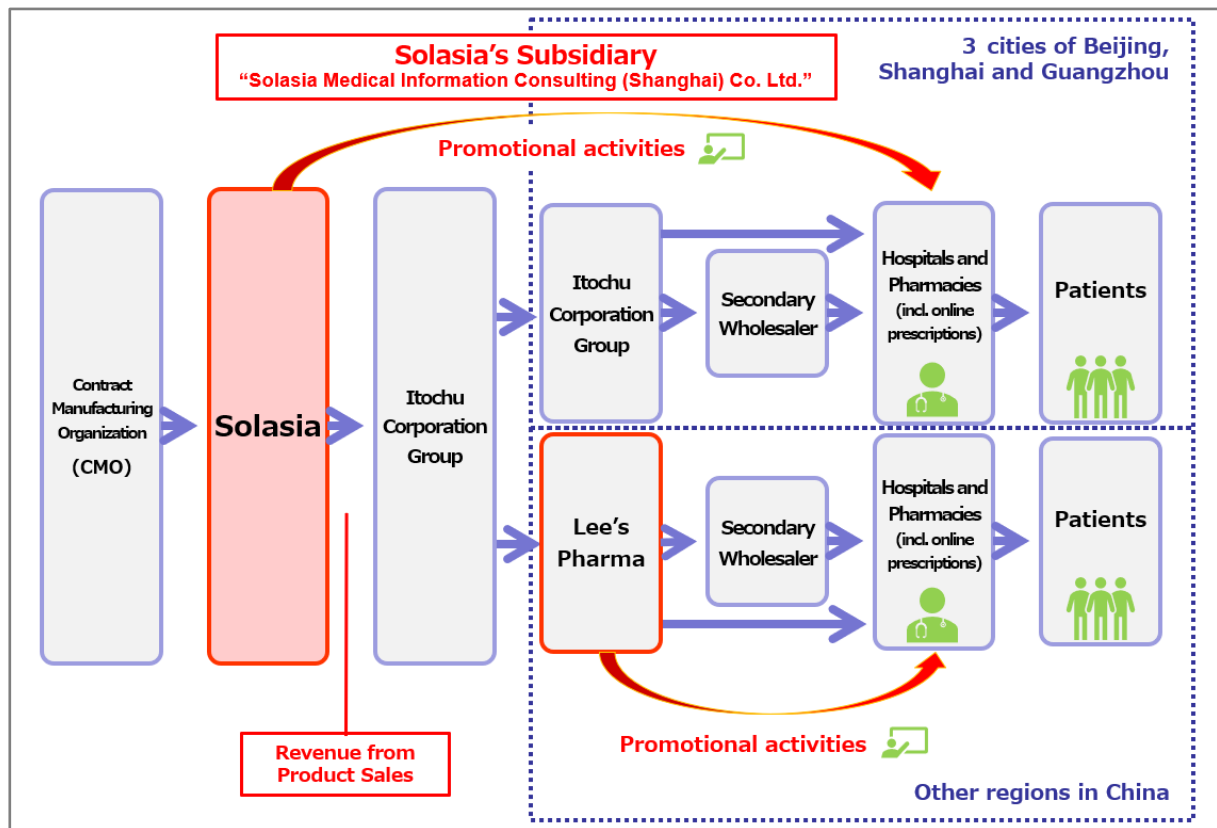 Solasia's Subsidiary
“Solasia Medical Information Consulting (Shanghai) Co. Ltd.”
3 cities of Beijing,
Shanghai and Guangzhou
Promotional activities
Contract
Manufacturing
Organization
(CMO)
Solasia
Itochu
Corporation
Group
Itochu
Corporation
Group
Secondary
Wholesaler
Hospitals and
Pharmacies
(incl. online
prescriptions)
Patients
Lee's
Pharma
Secondary
Wholesaler
Hospitals and
Pharmacies
(incl. online
prescriptions)
Patients
Revenue from
Product Sales
Promotional activities
Other regions in China